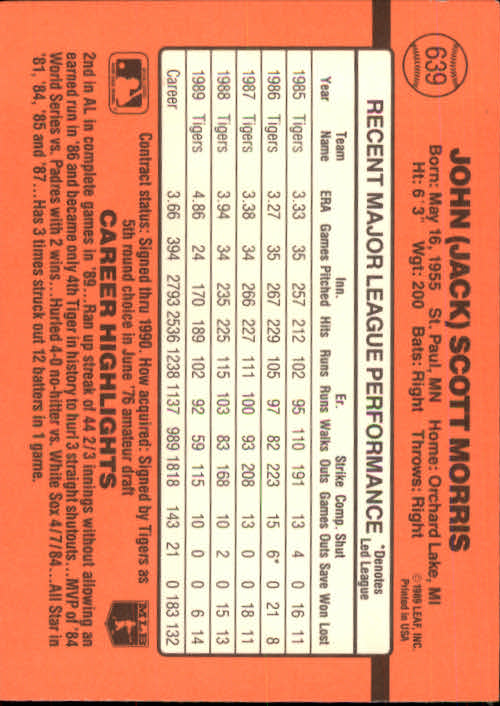 639
JOHN (JACK) SCOTT MORRIS
Born: May 16, 1955 St. Paul, MN Home: Orchard Lake, MI
Ht: 6'3" Wgt: 200 Bats: Right Throws: Right
© 1989 LEAF, INC.
Printed in USA
RECENT MAJOR LEAGUE PERFORMANCE *Denotes Led League
Team Inn. Er. Strike Comp. Shut
Year Name ERA Games Pitched Hits Runs Runs Walks Outs Games Outs Save Won Lost
1985 Tigers 3.33 35 257 212 102 95 110 191 13 4 0 16 11
1986 Tigers 3.27 35 267 229 105 97 82 223 15 6* 0 21 8
1987 Tigers 3.38 34 266 227 111 100 93 208 13 0 0 18 11
1988 Tigers 3.94 34 235 225 115 103 83 168 10 2 0 15 13
1989 Tigers 4.86 24 170 189 102 92 59 115 10 0 0 6 14
Career 3.66 394 2793 2536 1238 1137 989 1818 143 21 0 183 132
Contract status: Signed thru 1990. How acquired: Signed by Tigers as
5th round choice in June '76 amateur draft
MLB
CAREER HIGHLIGHTS
2nd in AL in complete games in '89...Ran up streak of 44 2/3 innings without allowing an
earned run in '86 and became only 4th Tiger in history to hurl 3 straight shutouts...MVP of '84
World Series vs. Padres with 2 wins...Hurled 4-0 no-hitter vs. White Sox 4/7/84...All Star in
'81, '84, '85 and '87...Has 3 times struck out 12 batters in 1 game.